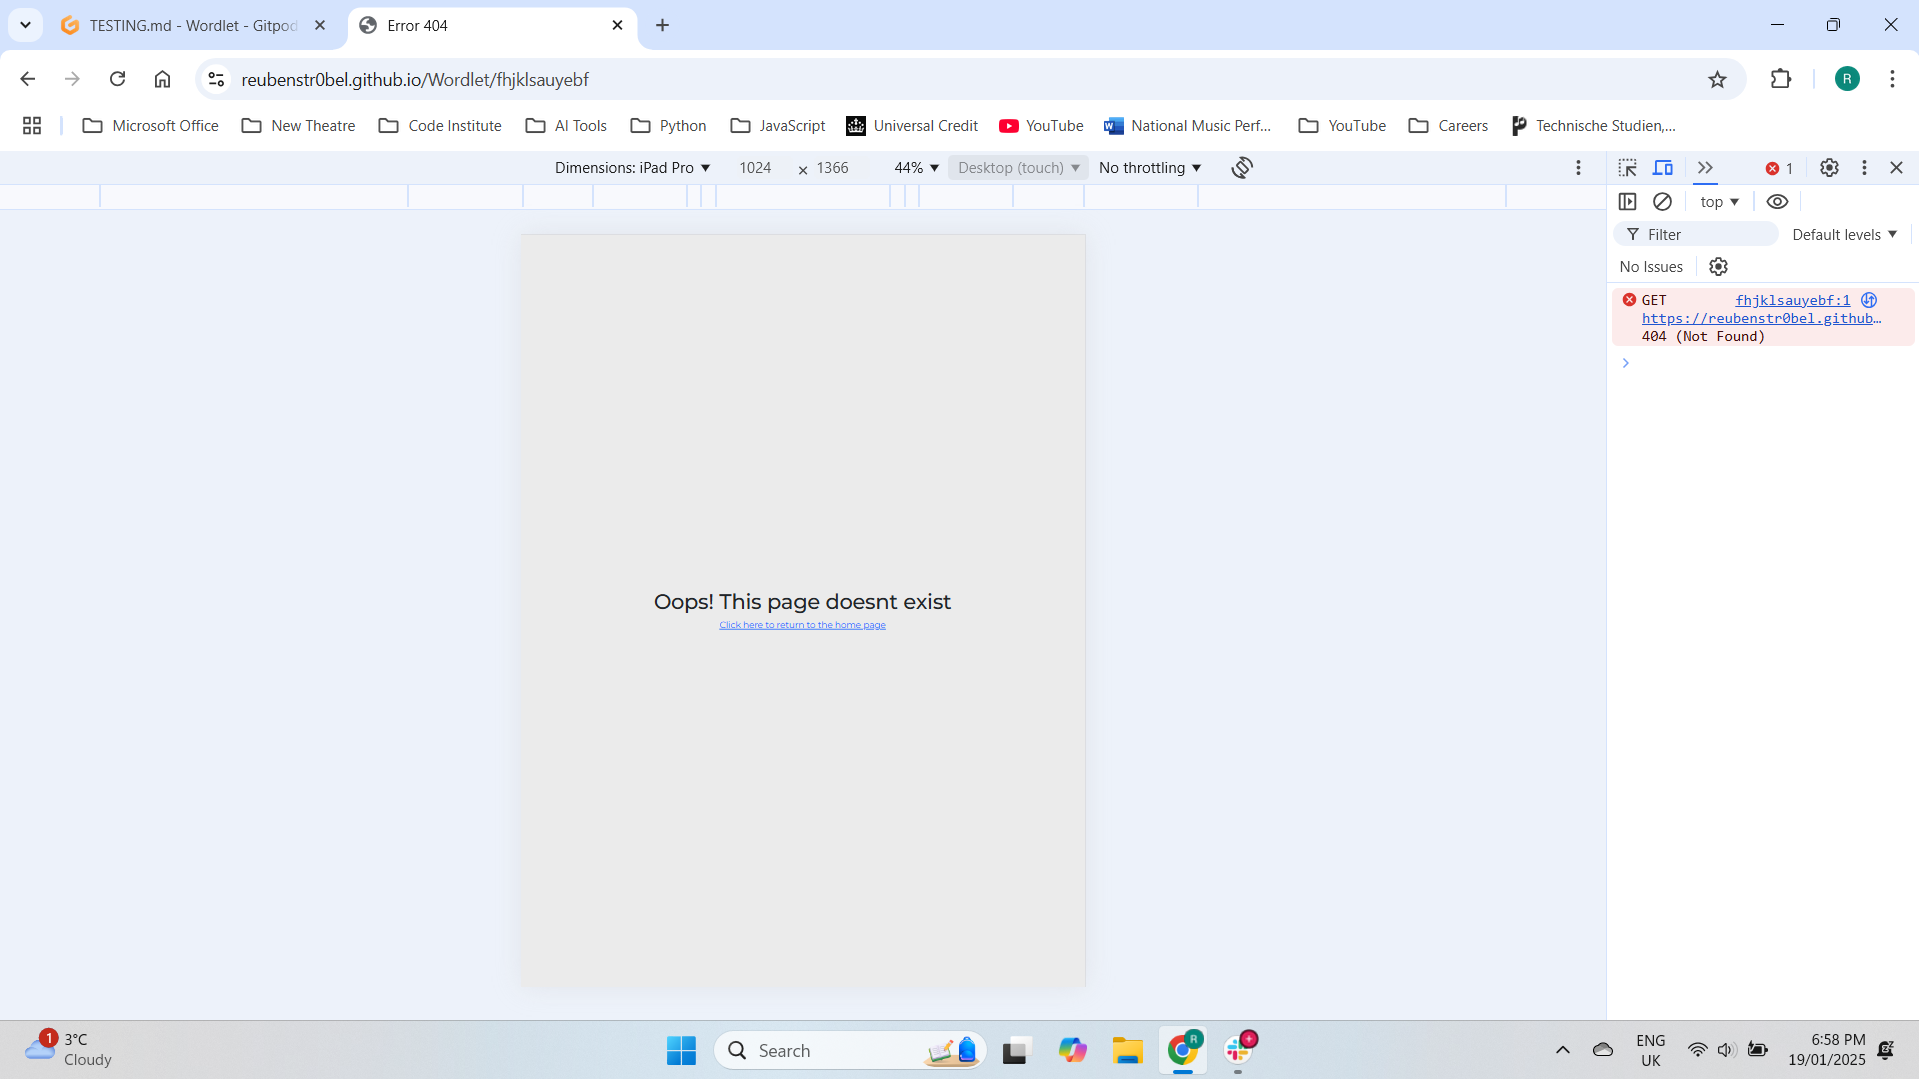 TESTING.md - Wordlet - Gitpod
Error 404
reubenstr0bel.github.io/Wordlet/fhjklsauyebf
R
Microsoft Office
New Theatre
Code Institute
AI Tools
Python
JavaScript
Universal Credit
YouTube
National Music Perf...
YouTube
Careers
Technische Studien,...
Dimensions: iPad Pro
1024
x
1366
44%
Desktop (touch)
No throttling
1
top
Filter
Default levels
No Issues
GET
fhjklsauyebf:1
https://reubenstr0bel.github…
404 (Not Found)
Oops! This page doesnt exist
Click here to return to the home page
1
3°C
Cloudy
Search
R
ENG
UK
6:58 PM
19/01/2025